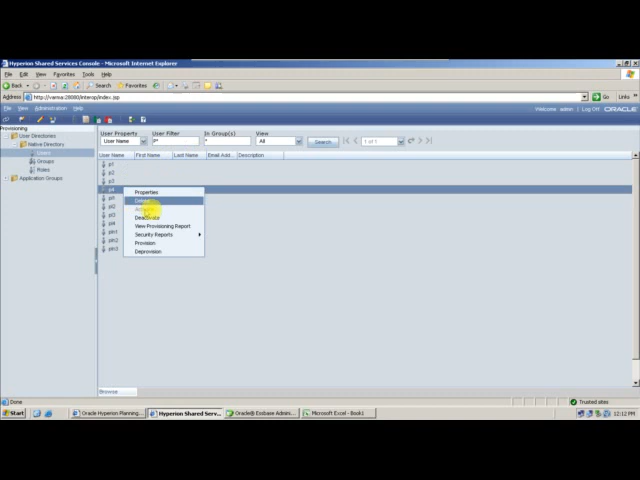 Hyperion Shared Services Console - Microsoft Internet Explorer
File Edit View Favorites Tools Help
Back Search Favorites
Address http://varma:28080/interop/index.jsp Go Links
File View Administration Help Welcome admin | Log Off ORACLE
Provisioning
User Directories
Native Directory
Users
Groups
Roles
Application Groups
User Property User Filter In Group(s) View
User Name P* * All Search 1 of 1
User Name First Name Last Name Email Add... Description
p1
p2
p3
p4
Properties
Delete
Deactivate
View Provisioning Report
Security Reports
Provision
Deprovision
Browse
Done Trusted sites
Start Oracle Hyperion Planning... Hyperion Shared Serv... Oracle® Essbase Admini... Microsoft Excel - Book1 12:12 PM